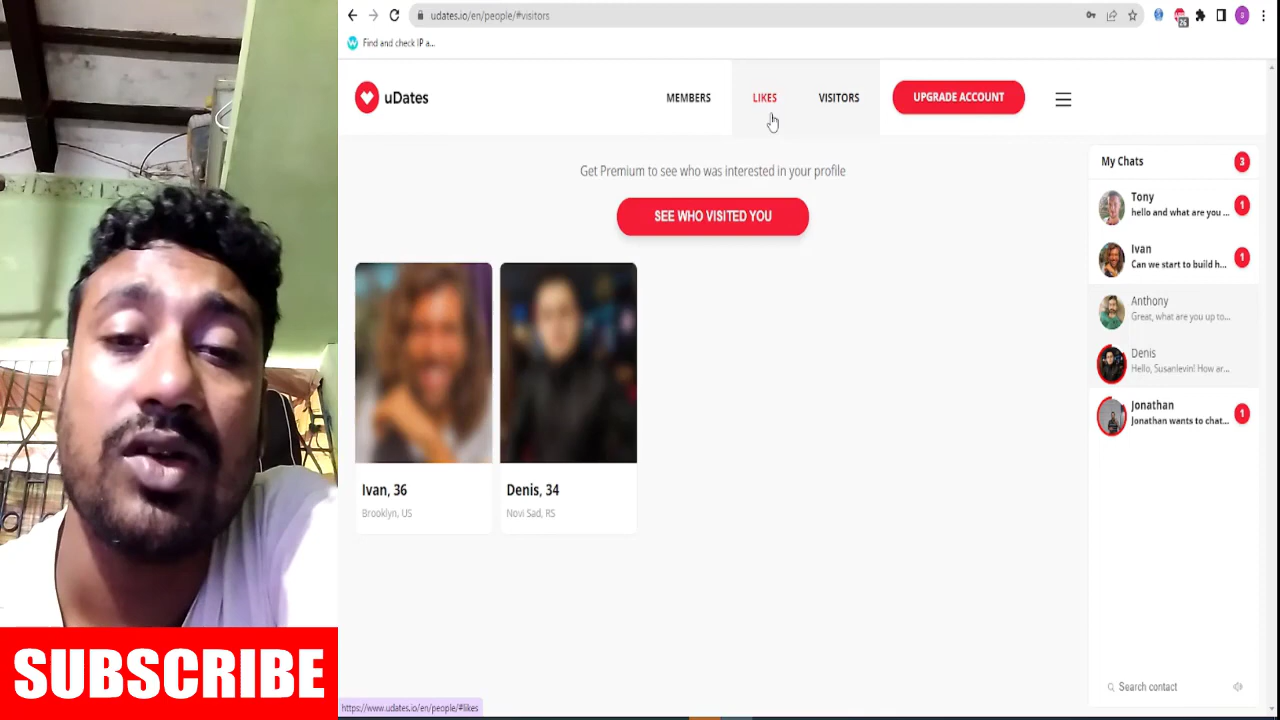 udates.io/en/people/#visitors
26
S
Find and check IP a...
uDates
MEMBERS
LIKES
VISITORS
UPGRADE ACCOUNT
Get Premium to see who was interested in your profile
SEE WHO VISITED YOU
Ivan, 36
Brooklyn, US
Denis, 34
Novi Sad, RS
My Chats
3
Tony
hello and what are you ...
1
Ivan
Can we start to build h...
1
Anthony
Great, what are you up to...
Denis
Hello, Susanlevin! How ar...
Jonathan
Jonathan wants to chat...
1
Search contact
SUBSCRIBE
https://www.udates.io/en/people/#likes